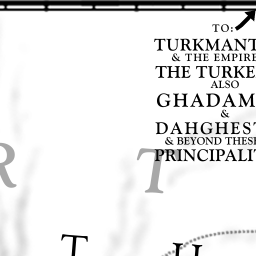 TO:
TURKMANT
& THE EMPIRE
THE TURKE
ALSO
GHADAM
&
DAHGHEST
& BEYOND THESE
PRINCIPALIT
R T
T U